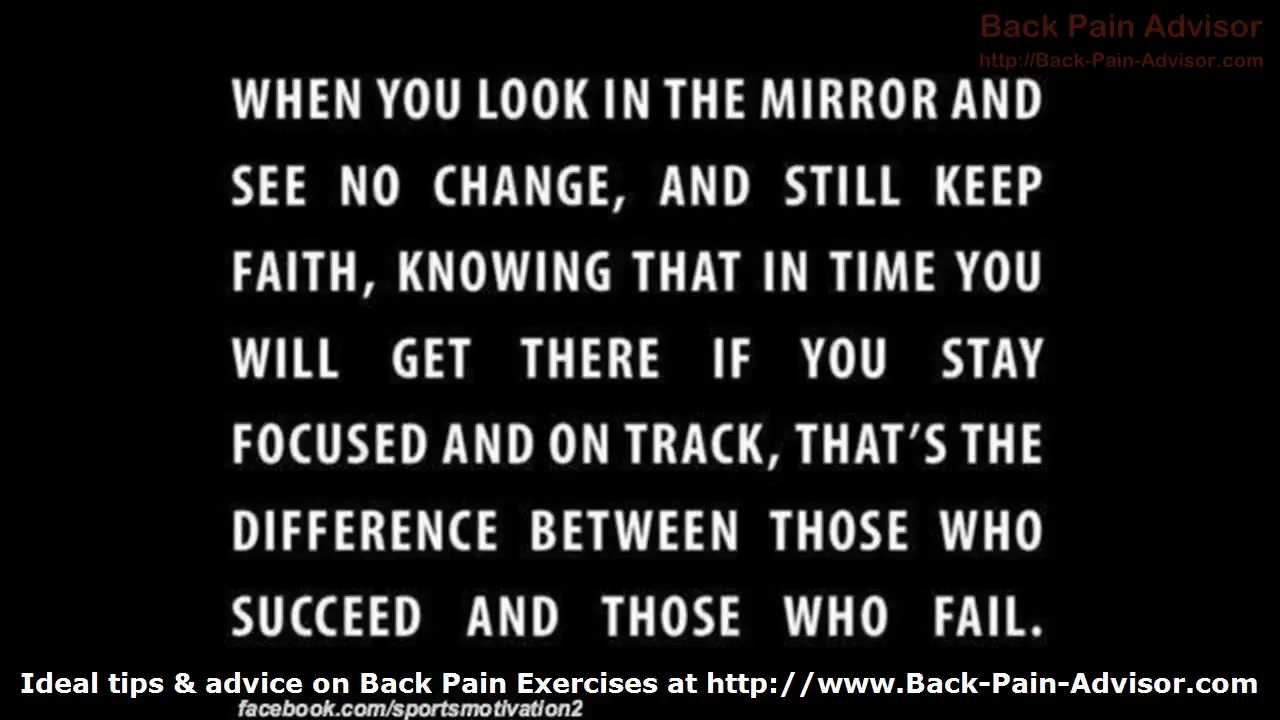 Back Pain Advisor
http://Back-Pain-Advisor.com
WHEN YOU LOOK IN THE MIRROR AND
SEE NO CHANGE, AND STILL KEEP
FAITH, KNOWING THAT IN TIME YOU
WILL GET THERE IF YOU STAY
FOCUSED AND ON TRACK, THAT'S THE
DIFFERENCE BETWEEN THOSE WHO
SUCCEED AND THOSE WHO FAIL.
Ideal tips & advice on Back Pain Exercises at http://www.Back-Pain-Advisor.com
facebook.com/sportsmotivation2